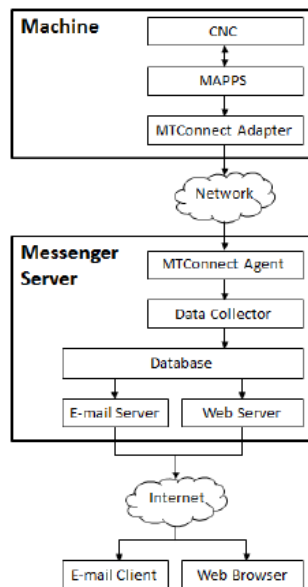 Machine
CNC
MAPPS
MTConnect Adapter
Network
Messenger
Server
MTConnect Agent
Data Collector
Database
E-mail Server
Web Server
Internet
E-mail Client
Web Browser